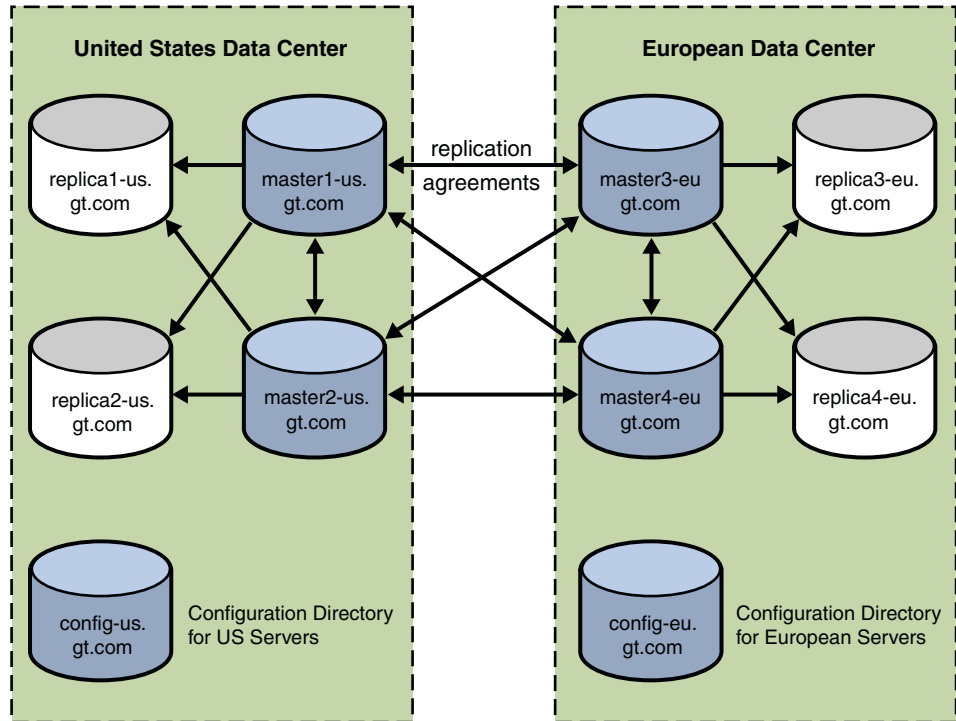 United States Data Center
replica1-us.
gt.com
master1-us.
gt.com
replica2-us.
gt.com
master2-us.
gt.com
config-us.
gt.com
Configuration Directory
for US Servers
replication
agreements
European Data Center
master3-eu
gt.com
replica3-eu.
gt.com
master4-eu
gt.com
replica4-eu.
gt.com
config-eu.
gt.com
Configuration Directory
for European Servers